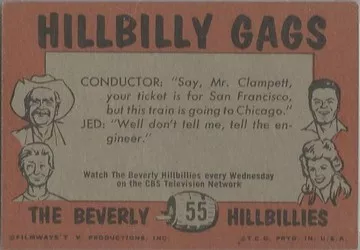 HILLBILLY GAGS
CONDUCTOR: "Say, Mr. Clampett,
your ticket is for San Francisco,
but this train is going to Chicago."
JED: "Well don't tell me, tell the en-
gineer."
Watch The Beverly Hillbillies every Wednesday
on the CBS Television Network
THE BEVERLY 55 HILLBILLIES
©FILMWAYS T V PRODUCTIONS, INC. ©T.C.G. PRTD. IN U.S.A.